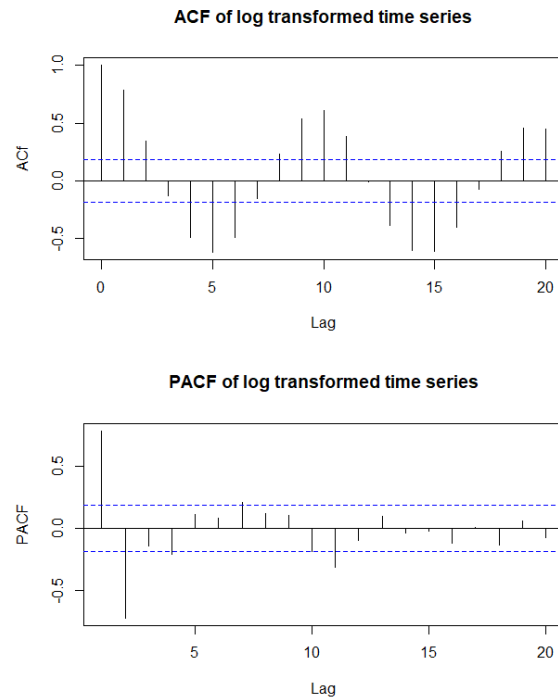 ACF of log transformed time series
1.0
0.5
0.0
-0.5
ACf
0 5 10 15 20
Lag
PACF of log transformed time series
0.5
0.0
-0.5
PACF
5 10 15 20
Lag